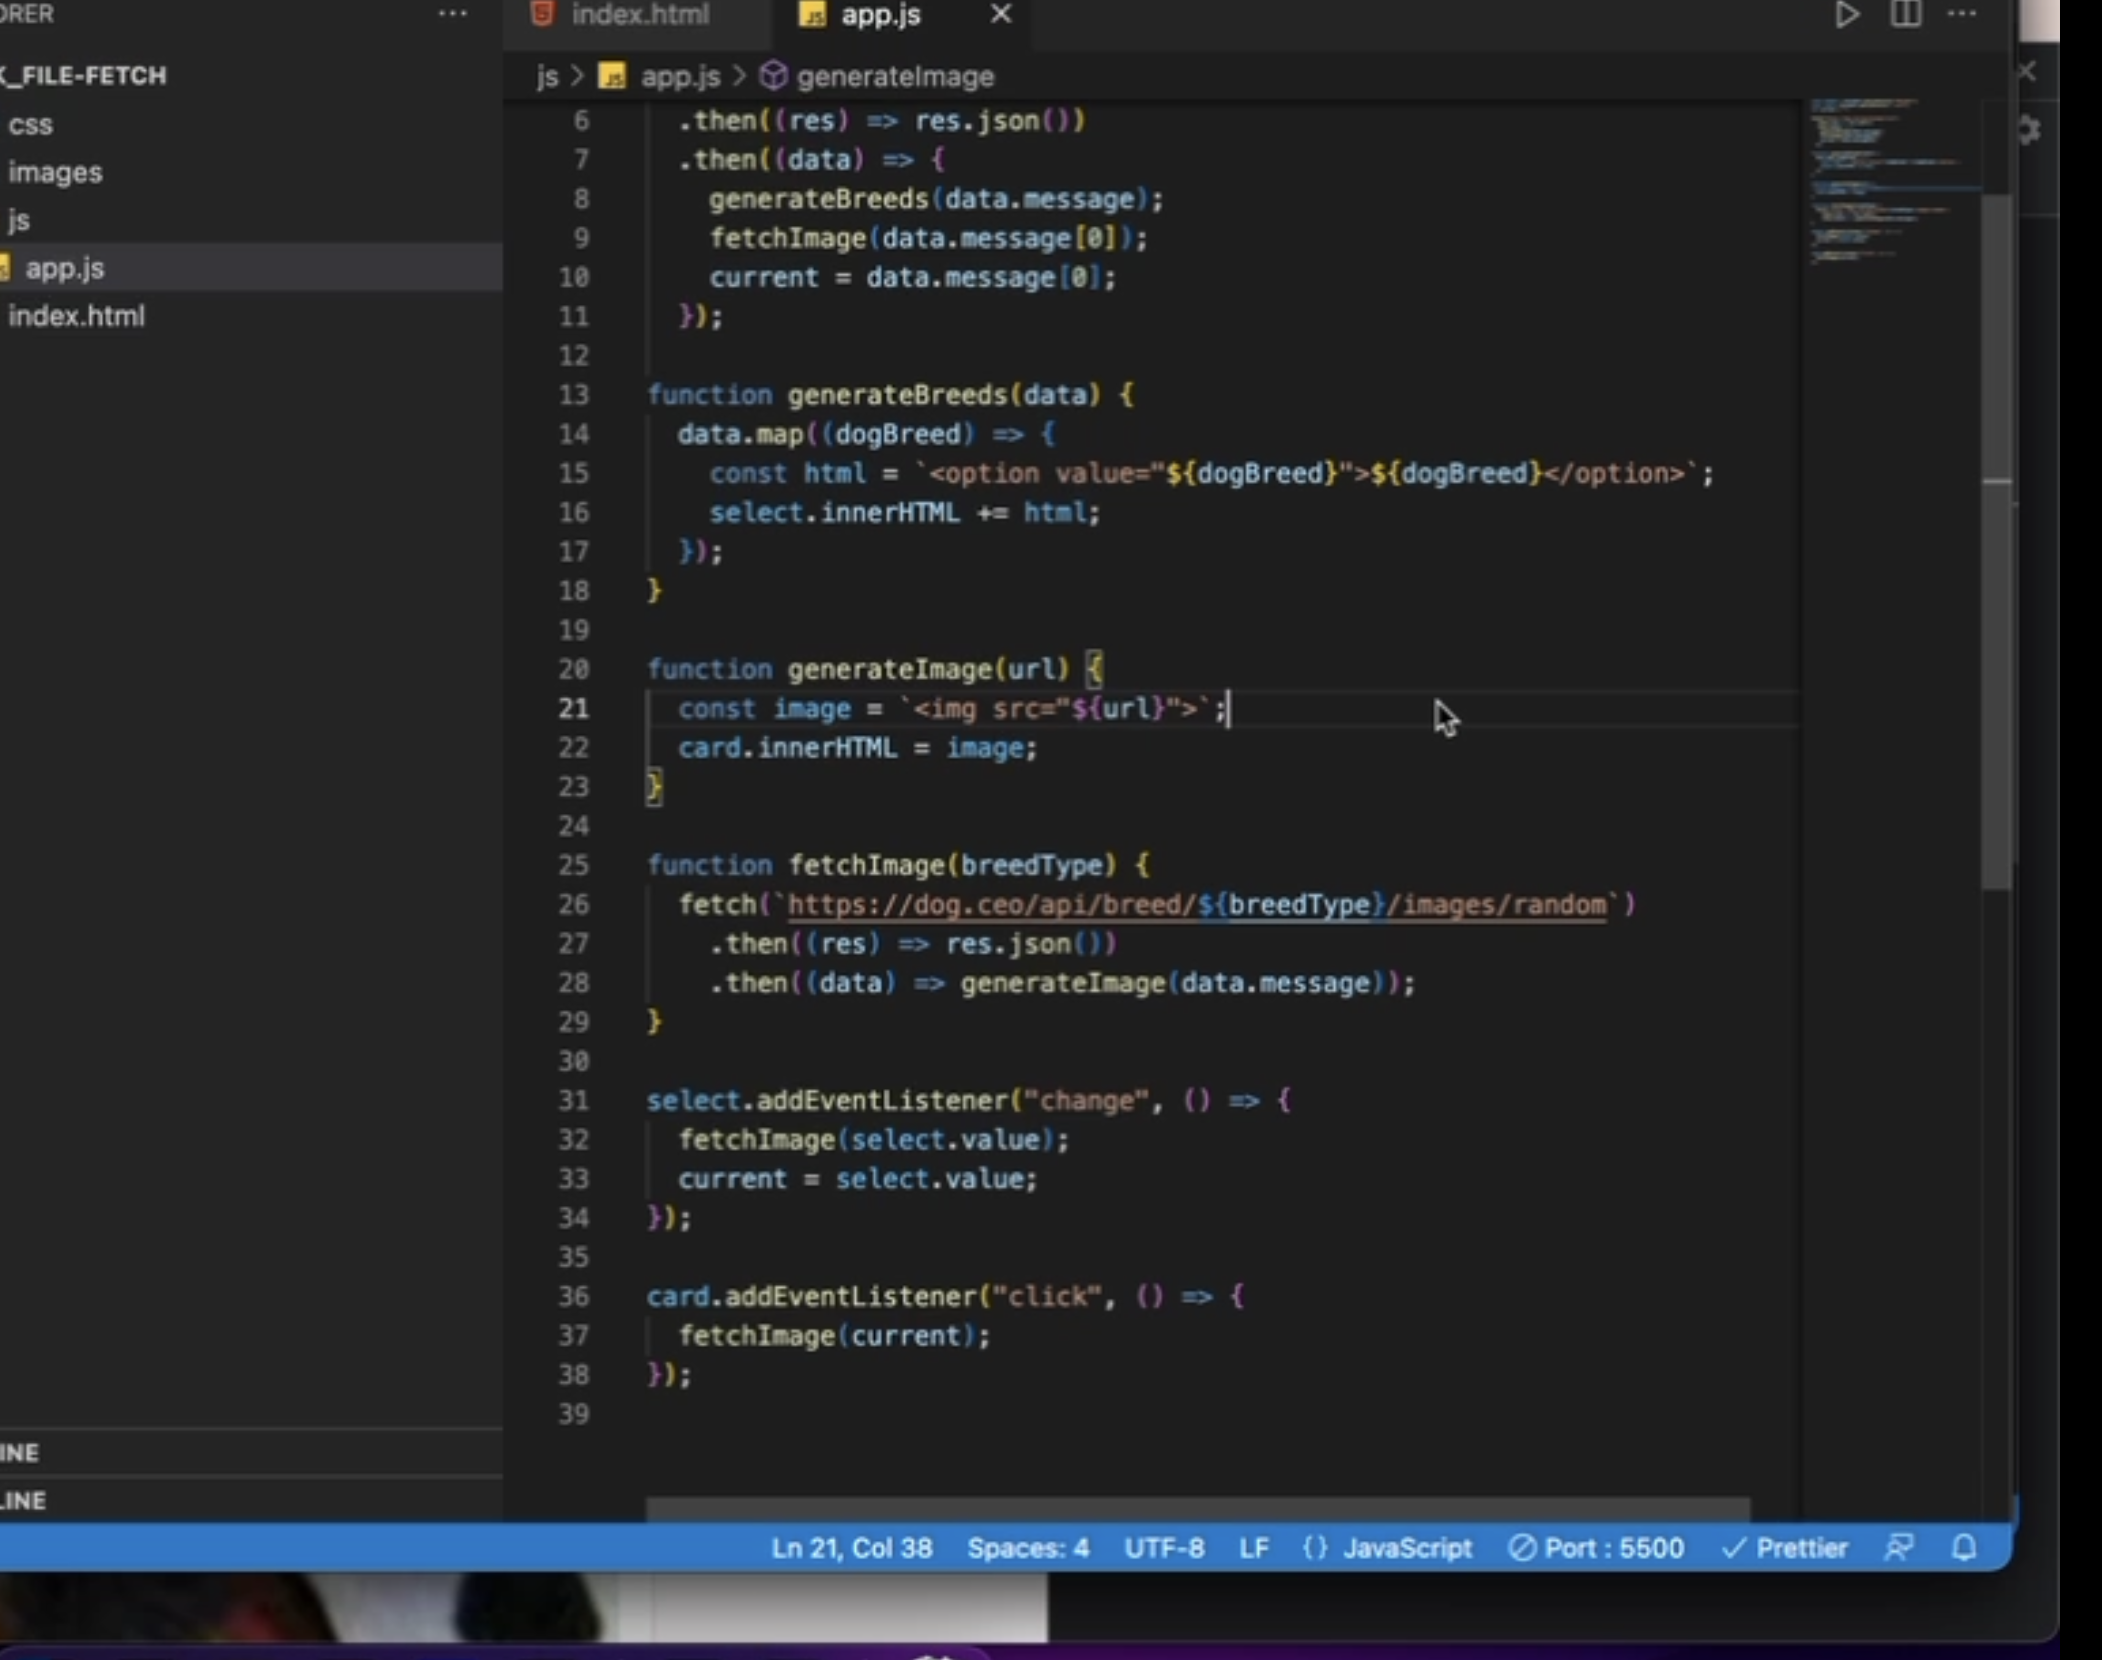 ORER ···
index.html
app.js
K_FILE-FETCH
css
images
js
app.js
index.html
js > app.js > generateImage
6 .then((res) => res.json())
7 .then((data) => {
8 generateBreeds(data.message);
9 fetchImage(data.message[0]);
10 current = data.message[0];
11 });
12
13 function generateBreeds(data) {
14 data.map((dogBreed) => {
15 const html = `<option value="${dogBreed}">${dogBreed}</option>`;
16 select.innerHTML += html;
17 });
18 }
19
20 function generateImage(url) {
21 const image = `<img src="${url}">`;
22 card.innerHTML = image;
23 }
24
25 function fetchImage(breedType) {
26 fetch(`https://dog.ceo/api/breed/${breedType}/images/random`)
27 .then((res) => res.json())
28 .then((data) => generateImage(data.message));
29 }
30
31 select.addEventListener("change", () => {
32 fetchImage(select.value);
33 current = select.value;
34 });
35
36 card.addEventListener("click", () => {
37 fetchImage(current);
38 });
39
INE
LINE
Ln 21, Col 38 Spaces: 4 UTF-8 LF {} JavaScript Port : 5500 ✓ Prettier